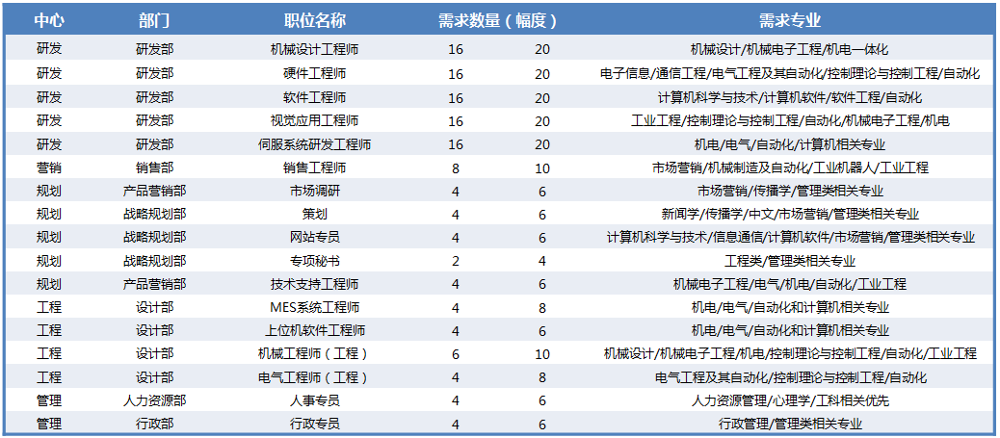 中心 部门 职位名称 需求数量（幅度） 需求专业
研发 研发部 机械设计工程师 16 20 机械设计/机械电子工程/机电一体化
研发 研发部 硬件工程师 16 20 电子信息/通信工程/电气工程及其自动化/控制理论与控制工程/自动化
研发 研发部 软件工程师 16 20 计算机科学与技术/计算机软件/软件工程/自动化
研发 研发部 视觉应用工程师 16 20 工业工程/控制理论与控制工程/自动化/机械电子工程/机电
研发 研发部 伺服系统研发工程师 16 20 机电/电气/自动化/计算机相关专业
营销 销售部 销售工程师 8 10 市场营销/机械制造及自动化/工业机器人/工业工程
规划 产品营销部 市场调研 4 6 市场营销/传播学/管理类相关专业
规划 战略规划部 策划 4 6 新闻学/传播学/中文/市场营销/管理类相关专业
规划 战略规划部 网站专员 4 6 计算机科学与技术/信息通信/计算机软件/市场营销/管理类相关专业
规划 战略规划部 专项秘书 2 4 工程类/管理类相关专业
规划 产品营销部 技术支持工程师 4 6 机械电子工程/电气/机电/自动化/工业工程
工程 设计部 MES系统工程师 4 8 机电/电气/自动化和计算机相关专业
工程 设计部 上位机软件工程师 4 6 机电/电气/自动化和计算机相关专业
工程 设计部 机械工程师（工程） 6 10 机械设计/机械电子工程/机电/控制理论与控制工程/自动化/工业工程
工程 设计部 电气工程师（工程） 4 8 电气工程及其自动化/控制理论与控制工程/自动化
管理 人力资源部 人事专员 4 6 人力资源管理/心理学/工科相关优先
管理 行政部 行政专员 4 6 行政管理/管理类相关专业